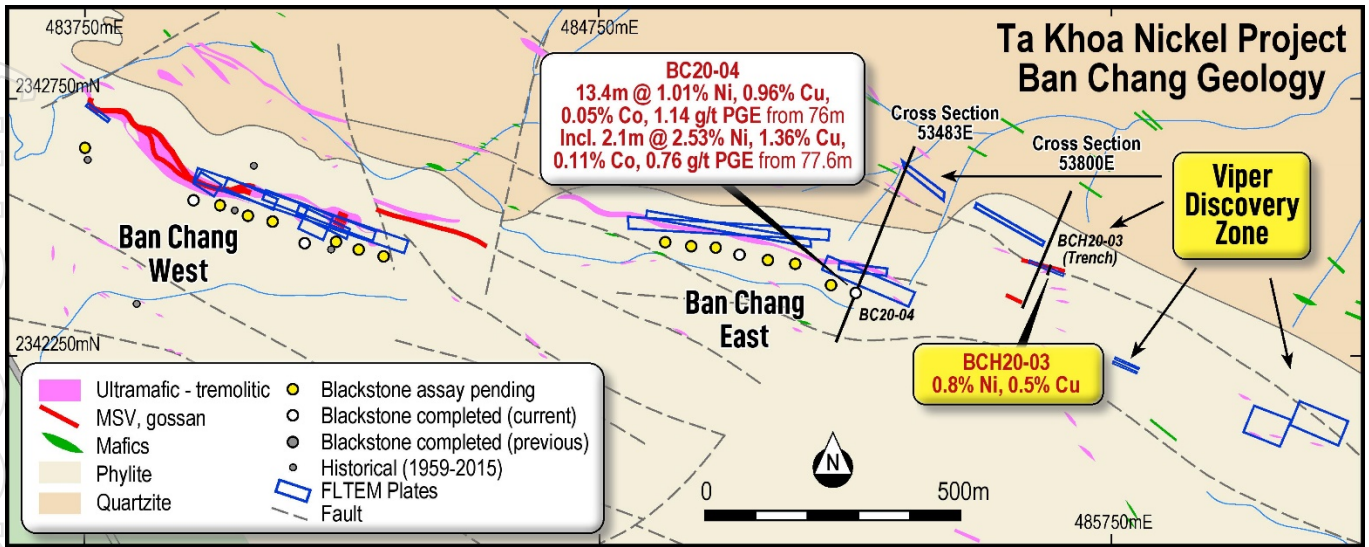 483750mE
484750mE
Ta Khoa Nickel Project
Ban Chang Geology
2342750mN
BC20-04
13.4m @ 1.01% Ni, 0.96% Cu,
0.05% Co, 1.14 g/t PGE from 76m
Incl. 2.1m @ 2.53% Ni, 1.36% Cu,
0.11% Co, 0.76 g/t PGE from 77.6m
Cross Section
53483E
Cross Section
53800E
Viper
Discovery
Zone
BCH20-03
(Trench)
Ban Chang
West
Ban Chang
East
BC20-04
2342250mN
BCH20-03
0.8% Ni, 0.5% Cu
Ultramafic - tremolitic
MSV, gossan
Mafics
Phylite
Quartzite
Blackstone assay pending
Blackstone completed (current)
Blackstone completed (previous)
Historical (1959-2015)
FLTEM Plates
Fault
N
0
500m
485750mE